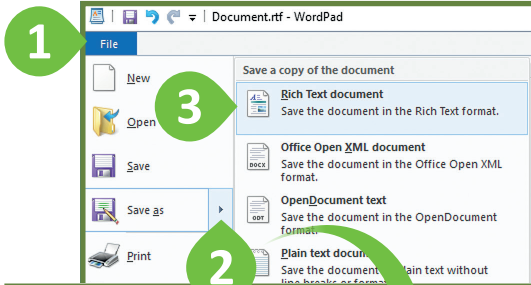 Document.rtf - WordPad
1
File
Save a copy of the document
New
Rich Text document
Save the document in the Rich Text format.
3
Open
Office Open XML document
Save the document in the Office Open XML
format.
DOCX
Save
OpenDocument text
Save the document in the OpenDocument
format.
ODT
Save as
2
Print
Plain text
Save the document
plain text without
line breaks or